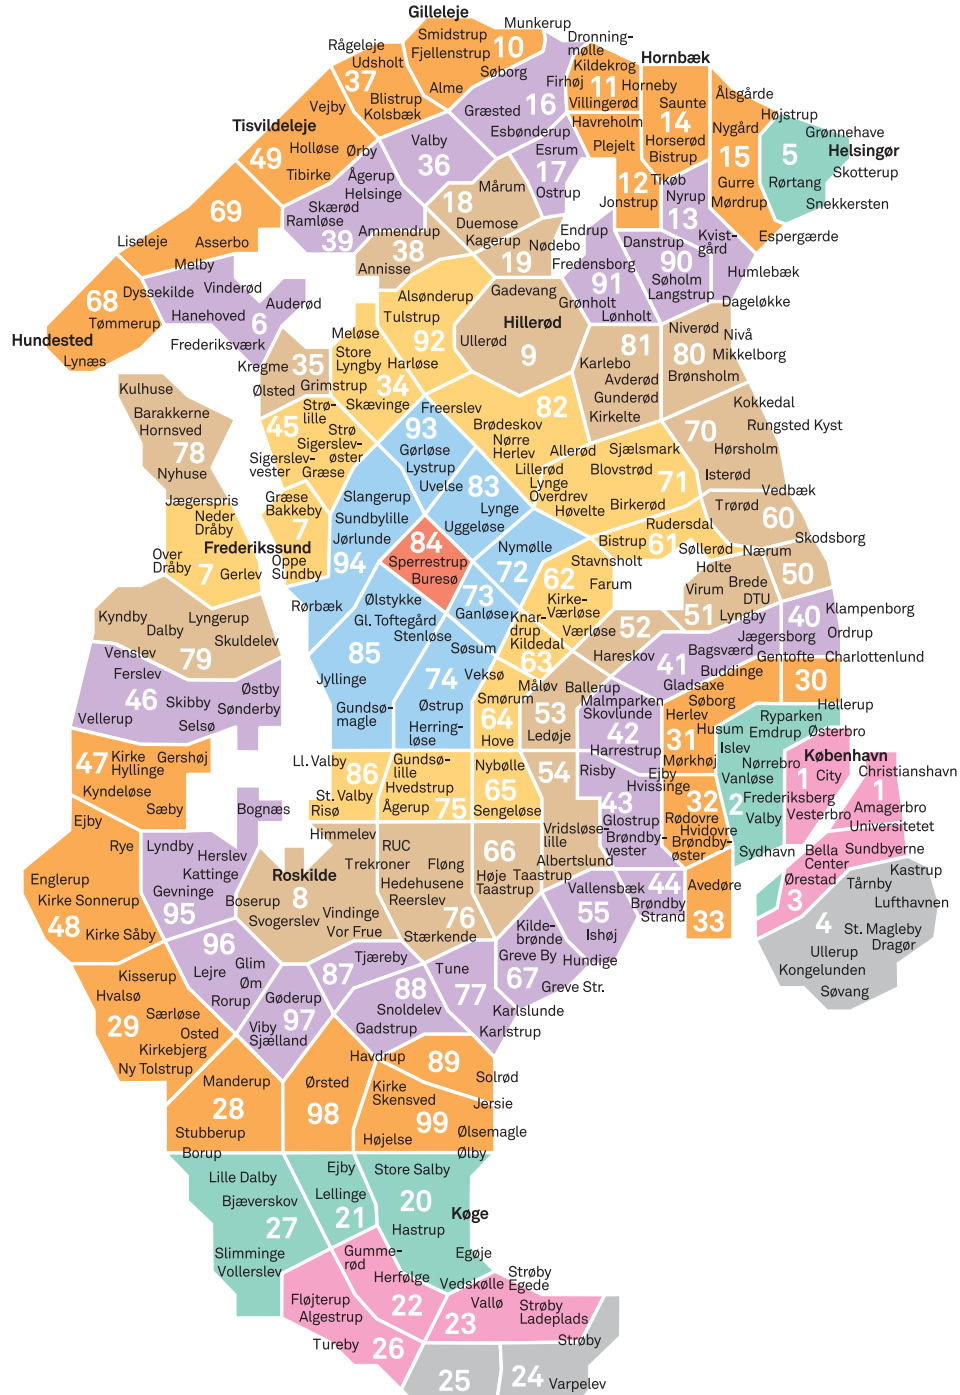 Gilleleje
Smidstrup
Munkerup
Fjellenstrup
10
Søborg
Alme
Rågeleje
Udsholt
37
Blistrup
Kolsbæk
Vejby
Dronning-
mølle
Kildekrog
11
Firhøj
Villingerød
Hornbæk
Horneby
Saunte
14
Horserød
Bistrup
Ålsgårde
Højstrup
Nygård
15
Gurre
Mørdrup
Espergærde
Grønnehave
5
Helsingør
Skotterup
Rørtang
Snekkersten
Græsted
16
Esbønderup
Havreholm
Plejelt
12
Jonstrup
Tisvildeleje
49
Holløse
Tibirke
Ørby
Valby
36
Ågerup
Helsinge
Skærød
Ramløse
39
Esrum
17
Ostrup
Mårum
18
Duemose
Kagerup
Ammendrup
38
Annisse
Nødebo
19
Tikøb
Nyrup
13
Kvist-
gård
Endrup
Fredensborg
91
Grønholt
Lønholt
Danstrup
90
Søholm
Langstrup
Humlebæk
Dageløkke
69
Liseleje
Asserbo
Melby
68
Dyssekilde
Tømmerup
Hundested
Lynæs
Vinderød
Auderød
Hanehoved
6
Frederiksværk
Kregme
35
Ølsted
Grimstrup
Alsønderup
Tulstrup
92
Harløse
Meløse
Store
Lyngby
34
Skævinge
Gadevang
Hillerød
Ullerød
9
81
Karlebo
Avderød
Gunderød
Kirkelte
Niverød
Nivå
80
Mikkelborg
Brønsholm
Kulhuse
Barakkerne
Hornsved
78
Nyhuse
Jægerspris
Neder
Dråby
Over
Dråby
7
Gerlev
Frederikssund
Strø-
lille
45
Strø
Sigerslev-
øster
Sigerslev-
vester
Græse
Græse
Bakkeby
7
Oppe
Sundby
Freerslev
93
Gørløse
Lystrup
Uvelse
82
Brødeskov
Nørre
Herlev
Allerød
Sjælsmark
Lillerød
Lynge
Overdrev
Høvelte
Blovstrød
71
Birkerød
Kokkedal
70
Rungsted Kyst
Hørsholm
Isterød
Vedbæk
Trørød
60
Skodsborg
83
Lynge
Uggeløse
Slangerup
Sundbylille
Jørlunde
94
Rørbæk
84
Sperrestrup
Buresø
Nymølle
72
Rudersdal
Bistrup
61
Søllerød
Nærum
50
Stavnsholt
62
Farum
Kirke-
Værløse
Værløse
Holte
Virum
Brede
DTU
51
Lyngby
73
Ganløse
Knar-
drup
Kildedal
63
Ølstykke
Gl. Toftegård
Stenløse
85
Jyllinge
Gundsø-
magle
Søsum
Veksø
74
Østrup
Herring-
løse
Smørum
64
Hove
52
Hareskov
Måløv
Ballerup
53
Ledøje
40
Klampenborg
Jægersborg
Ordrup
Bagsværd
41
Buddinge
Gentofte
Charlottenlund
Gladsaxe
30
Hellerup
Malmparken
Skovlunde
42
Harrestrup
Søborg
Herlev
Husum
31
Mørkhøj
Ryparken
Emdrup
Østerbro
Islev
Nørrebro
Vanløse
2
Frederiksberg
Valby
Sydhavn
København
1
City
Vesterbro
Christianshavn
1
Amagerbro
Universitetet
Sundbyerne
Bella
Center
Ørestad
3
Kastrup
Tårnby
4
Lufthavnen
St. Magleby
Dragør
Ullerup
Kongelunden
Søvang
Kyndby
Lyngerup
Dalby
Skuldelev
79
Venslev
Ferslev
46
Skibby
Østby
Sønderby
Vellerup
Selsø
47
Kirke
Hyllinge
Gershøj
Kyndeløse
Sæby
Ejby
Bognæs
Ll. Valby
86
St. Valby
Risø
Gundsø-
lille
Hvedstrup
Ågerup
75
Nybølle
65
Sengeløse
54
Vridsløse-
lille
Albertslund
Risby
43
Glostrup
Brøndby-
vester
Ejby
Hvissinge
32
Rødovre
Hvidovre
Brøndby-
øster
Avedøre
33
44
Brøndby
Strand
Rye
Lyndby
Herslev
Kattinge
Gevninge
95
Englerup
Kirke Sonnerup
48
Kirke Såby
Himmelev
Roskilde
8
Boserup
Svogerslev
Vindinge
Vor Frue
RUC
Trekroner
Fløng
Hedehusene
Reerslev
76
Stærkende
66
Høje
Taastrup
Taastrup
Vallensbæk
55
Ishøj
Kilde-
brønde
Greve By
67
Hundige
Greve Str.
Karlslunde
Karlstrup
96
Glim
Lejre
Øm
Rorup
87
Tjæreby
Gøderup
97
Viby
Sjælland
88
Snoldelev
Gadstrup
Tune
77
Kisserup
Hvalsø
Særløse
29
Osted
Kirkebjerg
Ny Tolstrup
Havdrup
89
Solrød
Manderup
28
Stubberup
Borup
Ørsted
98
Kirke
Skensved
Jersie
99
Højelse
Ølsemagle
Ølby
Lille Dalby
Bjæverskov
27
Slimminge
Vollerslev
Ejby
Lellinge
21
Store Salby
20
Køge
Hastrup
Egøje
Gumme-
rød
Herfølge
22
Vedskølle
Strøby
Egede
Vallø
23
Strøby
Ladeplads
Strøby
Fløjterup
Algestrup
Tureby
26
25
24
Varpelev